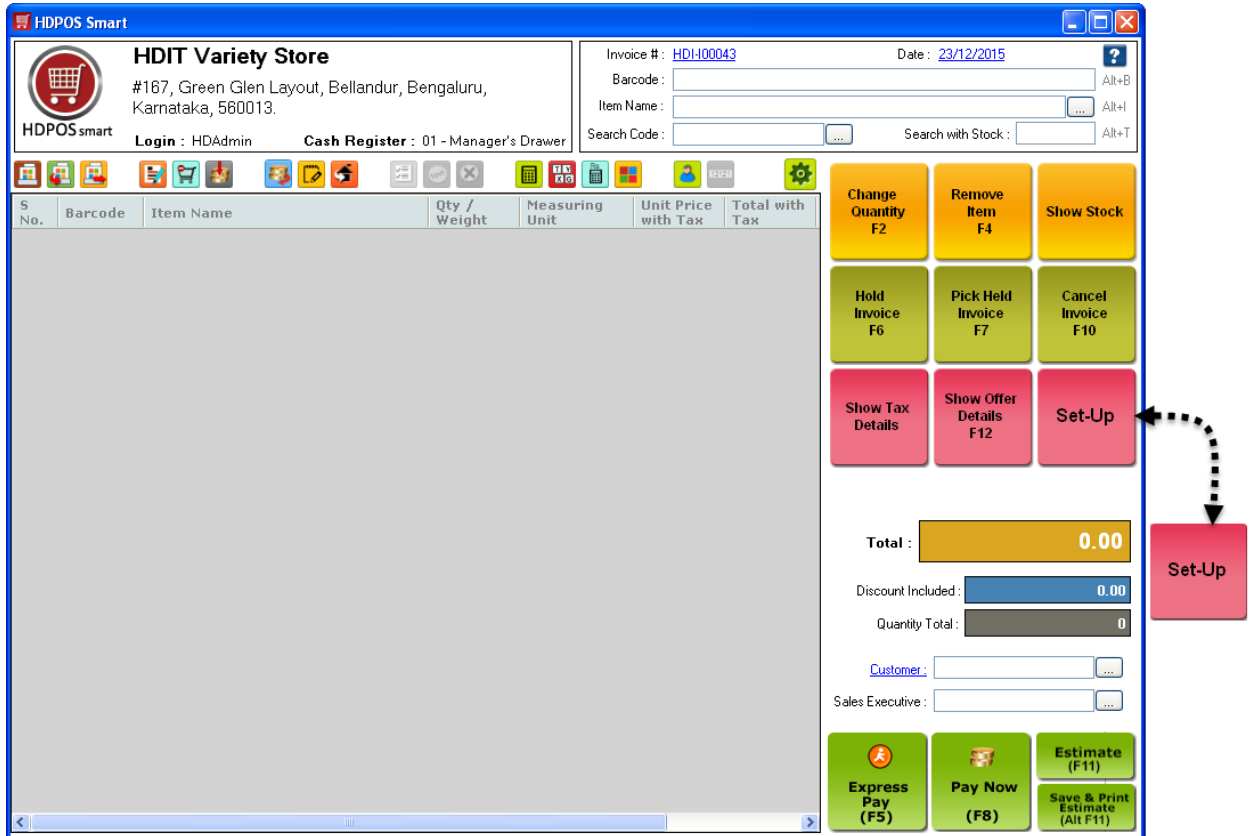 HDPOS Smart
HDPOS smart
HDIT Variety Store
#167, Green Glen Layout, Bellandur, Bengaluru,
Karnataka, 560013.
Login : HDAdmin Cash Register : 01 - Manager's Drawer
Invoice # : HDI-I00043 Date : 23/12/2015 ?
Barcode : Alt+B
Item Name : ... Alt+I
Search Code : ... Search with Stock : Alt+T
S No. Barcode Item Name Qty / Weight Measuring Unit Unit Price with Tax Total with Tax
Change
Quantity
F2
Remove
Item
F4
Show Stock
Hold
Invoice
F6
Pick Held
Invoice
F7
Cancel
Invoice
F10
Show Tax
Details
Show Offer
Details
F12
Set-Up
Set-Up
Total : 0.00
Discount Included : 0.00
Quantity Total : 0
Customer : ...
Sales Executive : ...
Express
Pay
(F5)
Pay Now
(F8)
Estimate
(F11)
Save & Print
Estimate
(Alt F11)